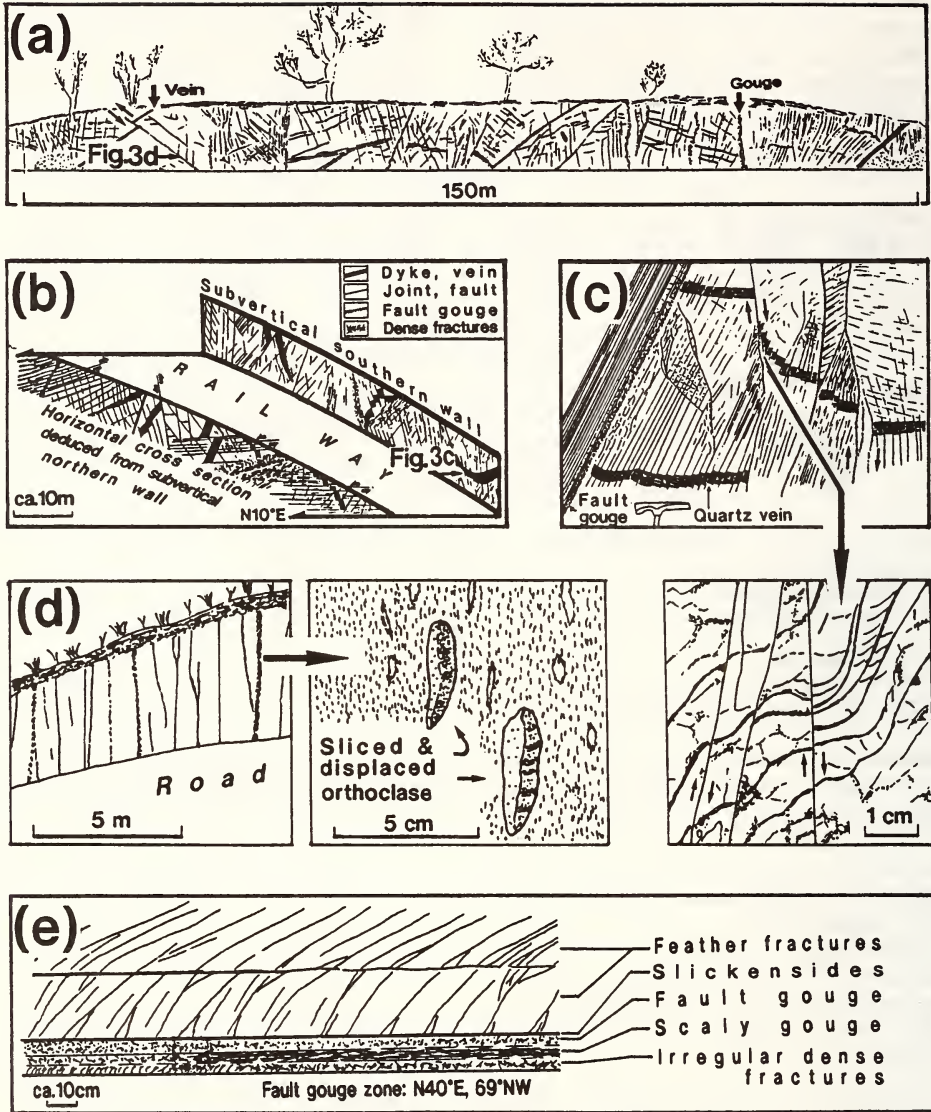 (a)
Vein
Gouge
Fig.3d
150m
(b)
Dyke, vein
Joint, fault
Fault gouge
Dense fractures
Subvertical southern wall
RAILWAY
Horizontal cross section
deduced from subvertical
northern wall
Fig.3c
ca.10m
N10°E
(c)
Fault
gouge
Quartz vein
(d)
Road
5 m
Sliced &
displaced
orthoclase
5 cm
1 cm
(e)
Feather fractures
Slickensides
Fault gouge
Scaly gouge
Irregular dense
fractures
ca.10cm
Fault gouge zone: N40°E, 69°NW